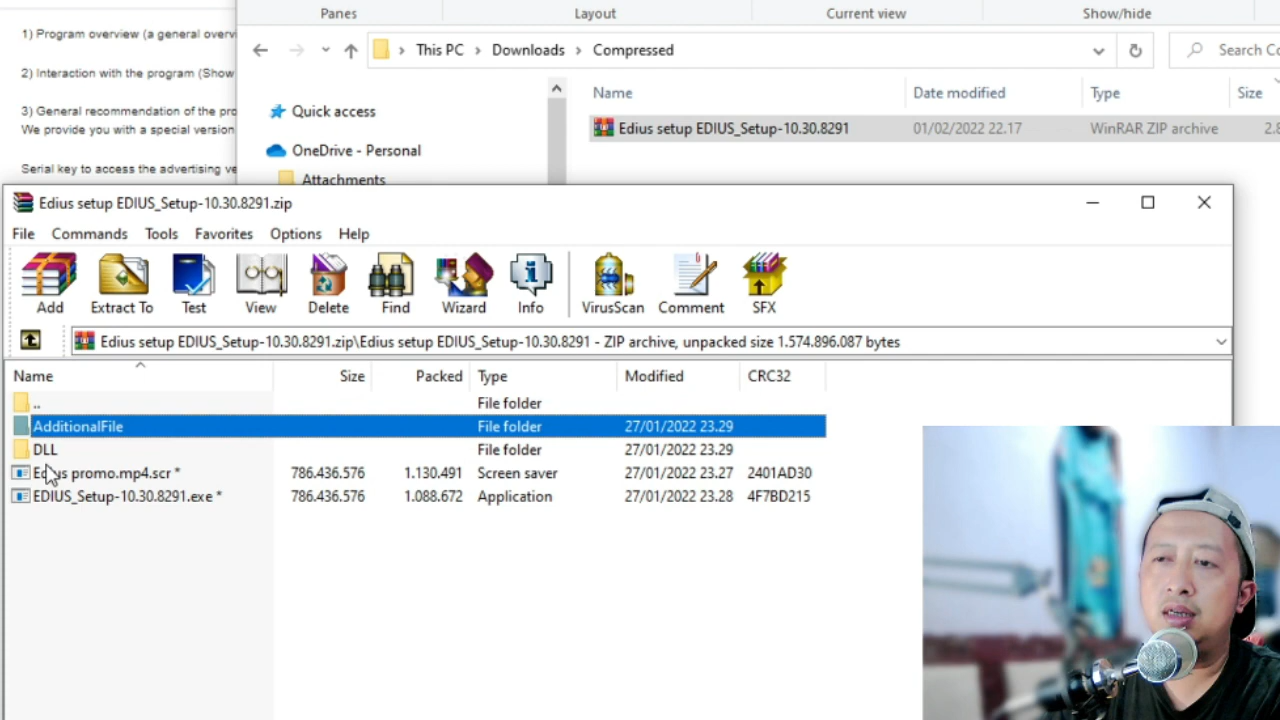 Panes Layout Current view Show/hide
1) Program overview (a general overv
This PC > Downloads > Compressed
Search Co
2) Interaction with the program (Show
3) General recommendation of the pro
We provide you with a special version
Serial key to access the advertising ve
Quick access
OneDrive - Personal
Attachments
Name Date modified Type Size
Edius setup EDIUS_Setup-10.30.8291 01/02/2022 22.17 WinRAR ZIP archive 2.8
Edius setup EDIUS_Setup-10.30.8291.zip
File Commands Tools Favorites Options Help
Add Extract To Test View Delete Find Wizard Info VirusScan Comment SFX
Edius setup EDIUS_Setup-10.30.8291.zip\Edius setup EDIUS_Setup-10.30.8291 - ZIP archive, unpacked size 1.574.896.087 bytes
Name Size Packed Type Modified CRC32
.. File folder
AdditionalFile File folder 27/01/2022 23.29
DLL File folder 27/01/2022 23.29
Edius promo.mp4.scr * 786.436.576 1.130.491 Screen saver 27/01/2022 23.27 2401AD30
EDIUS_Setup-10.30.8291.exe * 786.436.576 1.088.672 Application 27/01/2022 23.28 4F7BD215